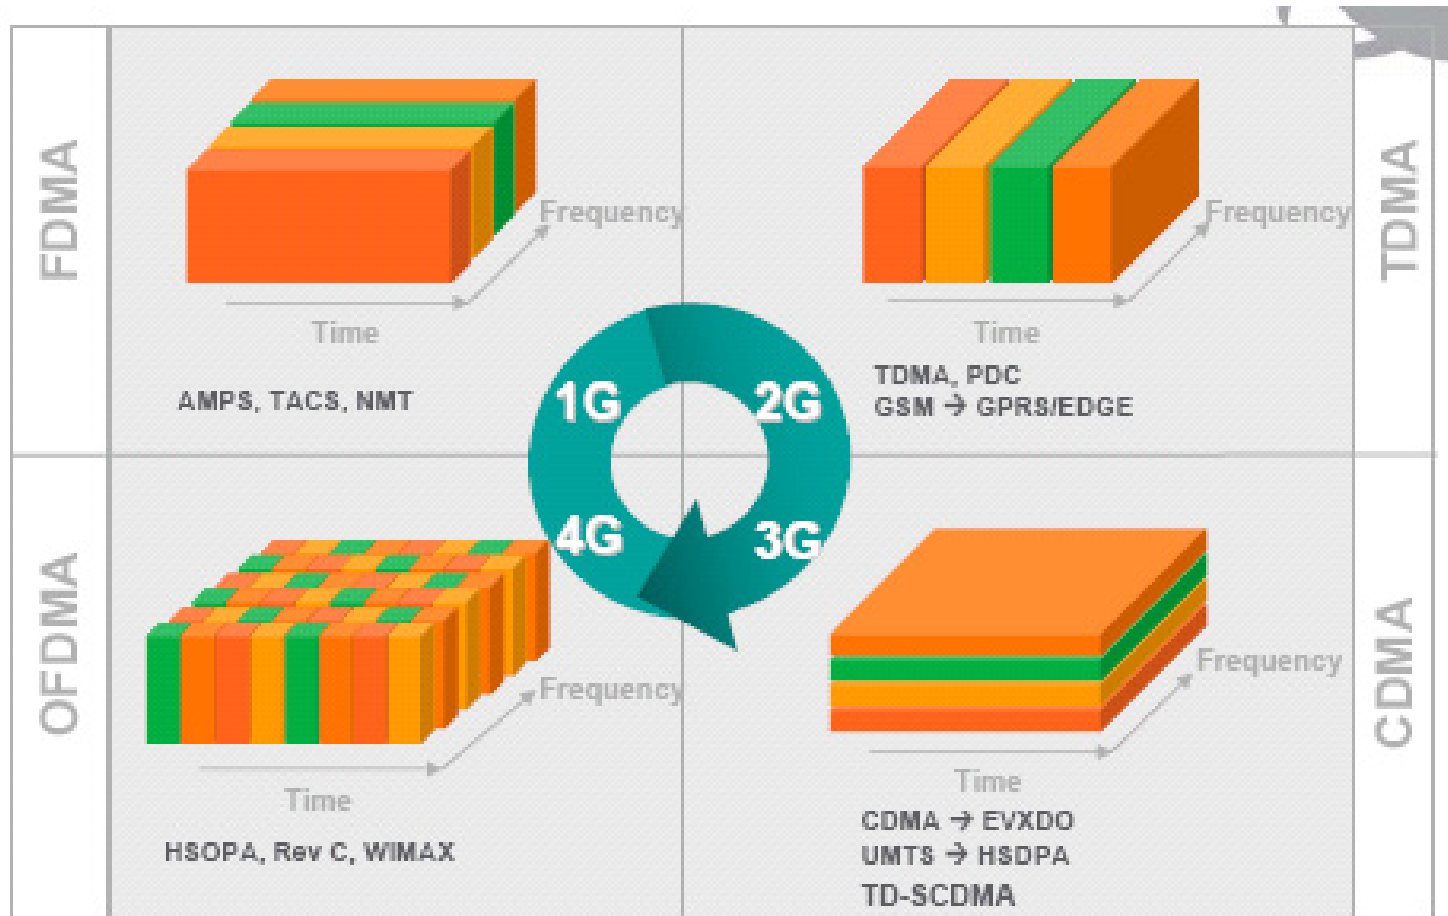 FDMA
Frequency
Time
AMPS, TACS, NMT
TDMA
Frequency
Time
TDMA, PDC
GSM → GPRS/EDGE
1G
2G
4G
3G
OFDMA
Frequency
Time
HSOPA, Rev C, WIMAX
CDMA
Frequency
Time
CDMA → EVXDO
UMTS → HSDPA
TD-SCDMA